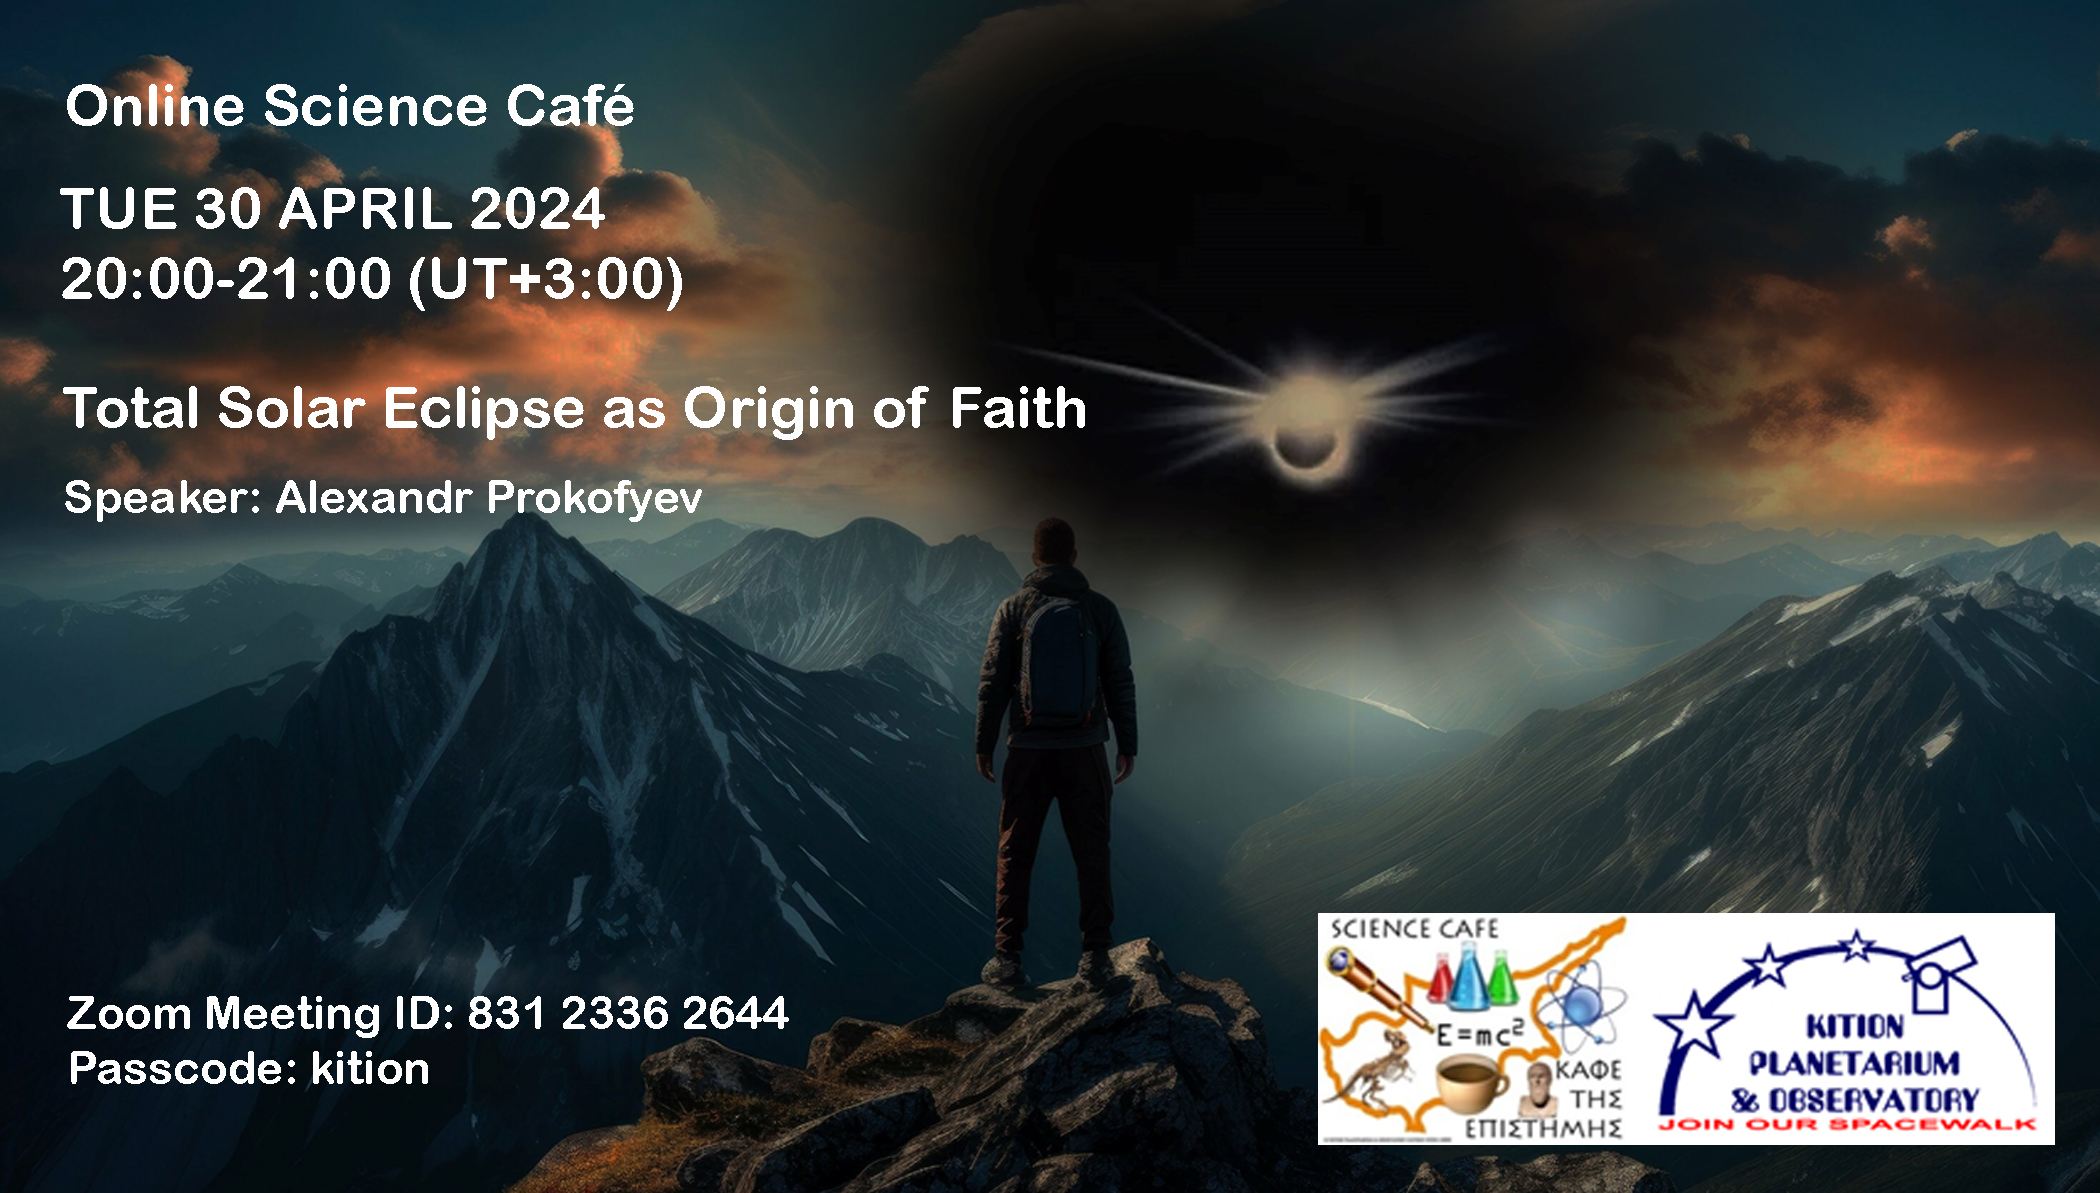 Online Science Café
TUE 30 APRIL 2024
20:00-21:00 (UT+3:00)
Total Solar Eclipse as Origin of Faith
Speaker: Alexandr Prokofyev
Zoom Meeting ID: 831 2336 2644
Passcode: kition
SCIENCE CAFE
E=mc²
ΚΑΦΕ
ΤΗΣ
ΕΠΙΣΤΗΜΗΣ
KITION
PLANETARIUM
& OBSERVATORY
JOIN OUR SPACEWALK